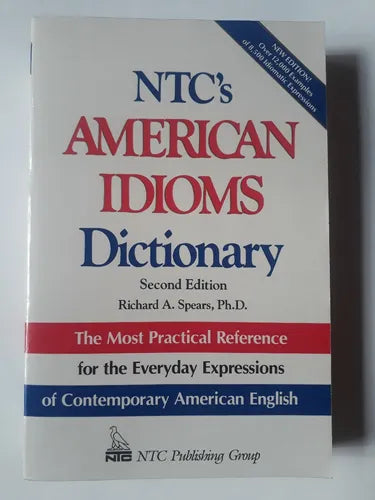 NEW EDITION!
Over 12,000 Examples
of 8,500 Idiomatic Expressions
NTC's
AMERICAN
IDIOMS
Dictionary
Second Edition
Richard A. Spears, Ph.D.
The Most Practical Reference
for the Everyday Expressions
of Contemporary American English
NTC NTC Publishing Group